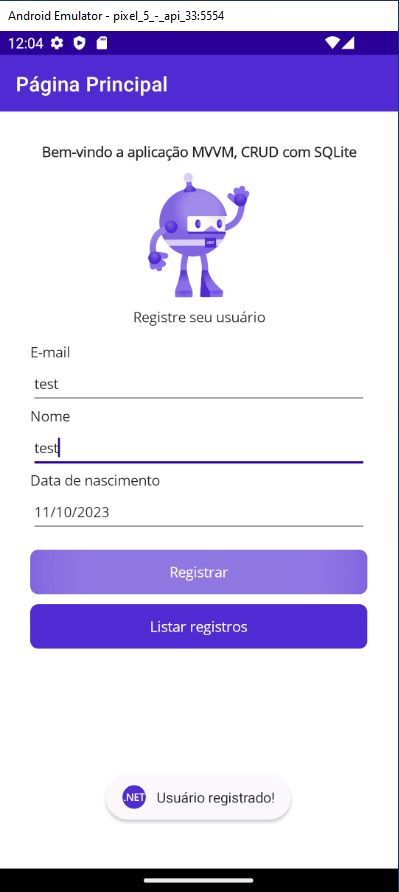 Android Emulator - pixel_5_-_api_33:5554
12:04
Página Principal
Bem-vindo a aplicação MVVM, CRUD com SQLite
.NET
Registre seu usuário
E-mail
test
Nome
test
Data de nascimento
11/10/2023
Registrar
Listar registros
.NET Usuário registrado!